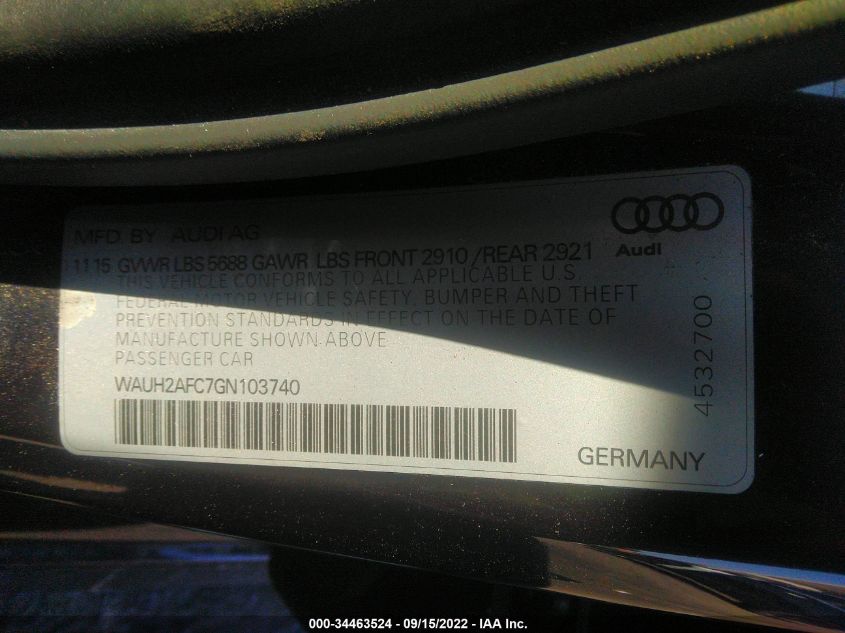 MFD. BY AUDI AG
11 15 GVWR LBS 5688 GAWR LBS FRONT 2910 /REAR 2921
THIS VEHICLE CONFORMS TO ALL APPLICABLE U.S.
FEDERAL MOTOR VEHICLE SAFETY, BUMPER AND THEFT
PREVENTION STANDARDS IN EFFECT ON THE DATE OF
MANUFACTURE SHOWN ABOVE
PASSENGER CAR
WAUH2AFC7GN103740
Audi
4532700
GERMANY
000-34463524 - 09/15/2022 - IAA Inc.